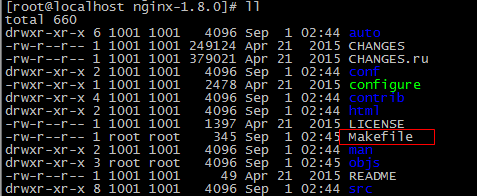 [root@localhost nginx-1.8.0]# ll
total 660
drwxr-xr-x 6 1001 1001 4096 Sep 1 02:44 auto
-rw-r--r-- 1 1001 1001 249124 Apr 21 2015 CHANGES
-rw-r--r-- 1 1001 1001 379021 Apr 21 2015 CHANGES.ru
drwxr-xr-x 2 1001 1001 4096 Sep 1 02:44 conf
-rwxr-xr-x 1 1001 1001 2478 Apr 21 2015 configure
drwxr-xr-x 4 1001 1001 4096 Sep 1 02:44 contrib
drwxr-xr-x 2 1001 1001 4096 Sep 1 02:44 html
-rw-r--r-- 1 1001 1001 1397 Apr 21 2015 LICENSE
-rw-r--r-- 1 root root 345 Sep 1 02:45 Makefile
drwxr-xr-x 2 1001 1001 4096 Sep 1 02:44 man
drwxr-xr-x 3 root root 4096 Sep 1 02:45 objs
-rw-r--r-- 1 1001 1001 49 Apr 21 2015 README
drwxr-xr-x 8 1001 1001 4096 Sep 1 02:44 src